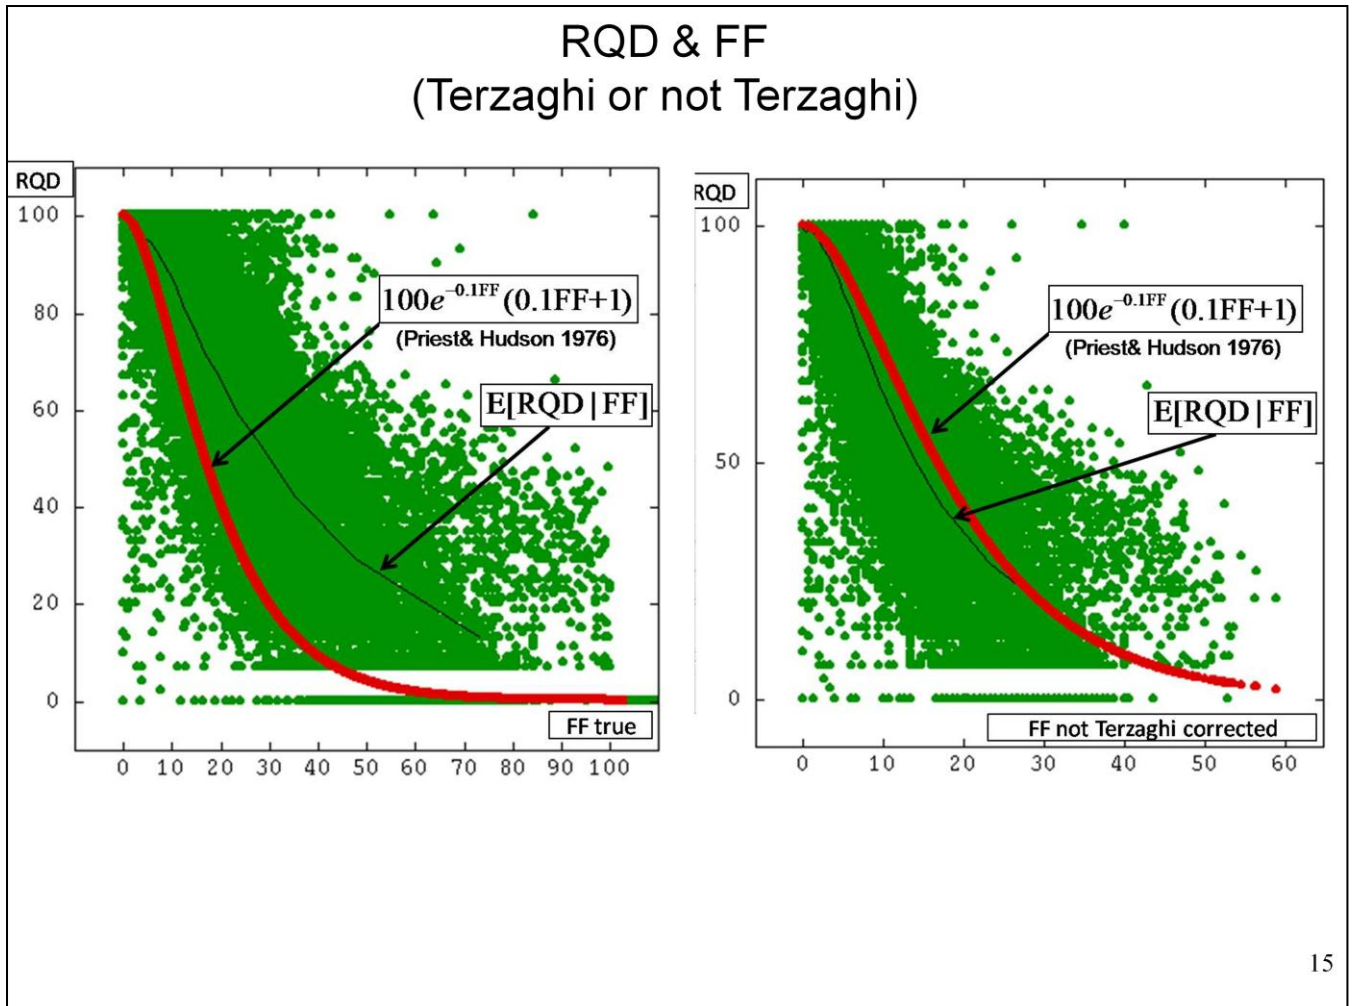 RQD & FF
(Terzaghi or not Terzaghi)
RQD
100
80
60
40
20
0
100e^{-0.1FF}(0.1FF+1)
(Priest& Hudson 1976)
E[RQD|FF]
FF true
0 10 20 30 40 50 60 70 80 90 100
RQD
100
50
0
100e^{-0.1FF}(0.1FF+1)
(Priest& Hudson 1976)
E[RQD|FF]
FF not Terzaghi corrected
0 10 20 30 40 50 60
15